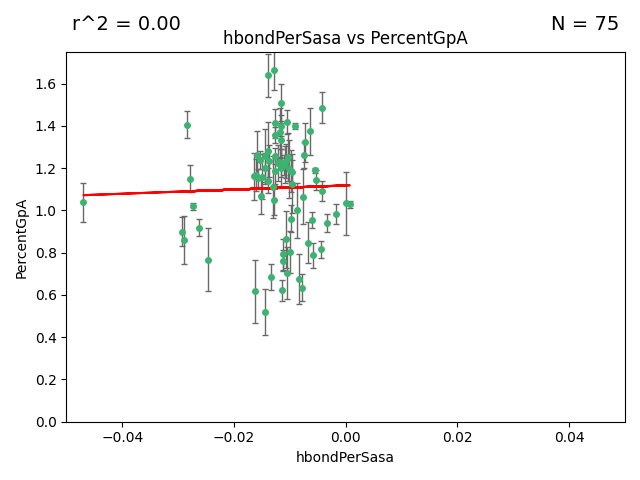 r^2 = 0.00
N = 75
hbondPerSasa vs PercentGpA
PercentGpA
1.6
1.4
1.2
1.0
0.8
0.6
0.4
0.2
0.0
−0.04
−0.02
0.00
0.02
0.04
hbondPerSasa